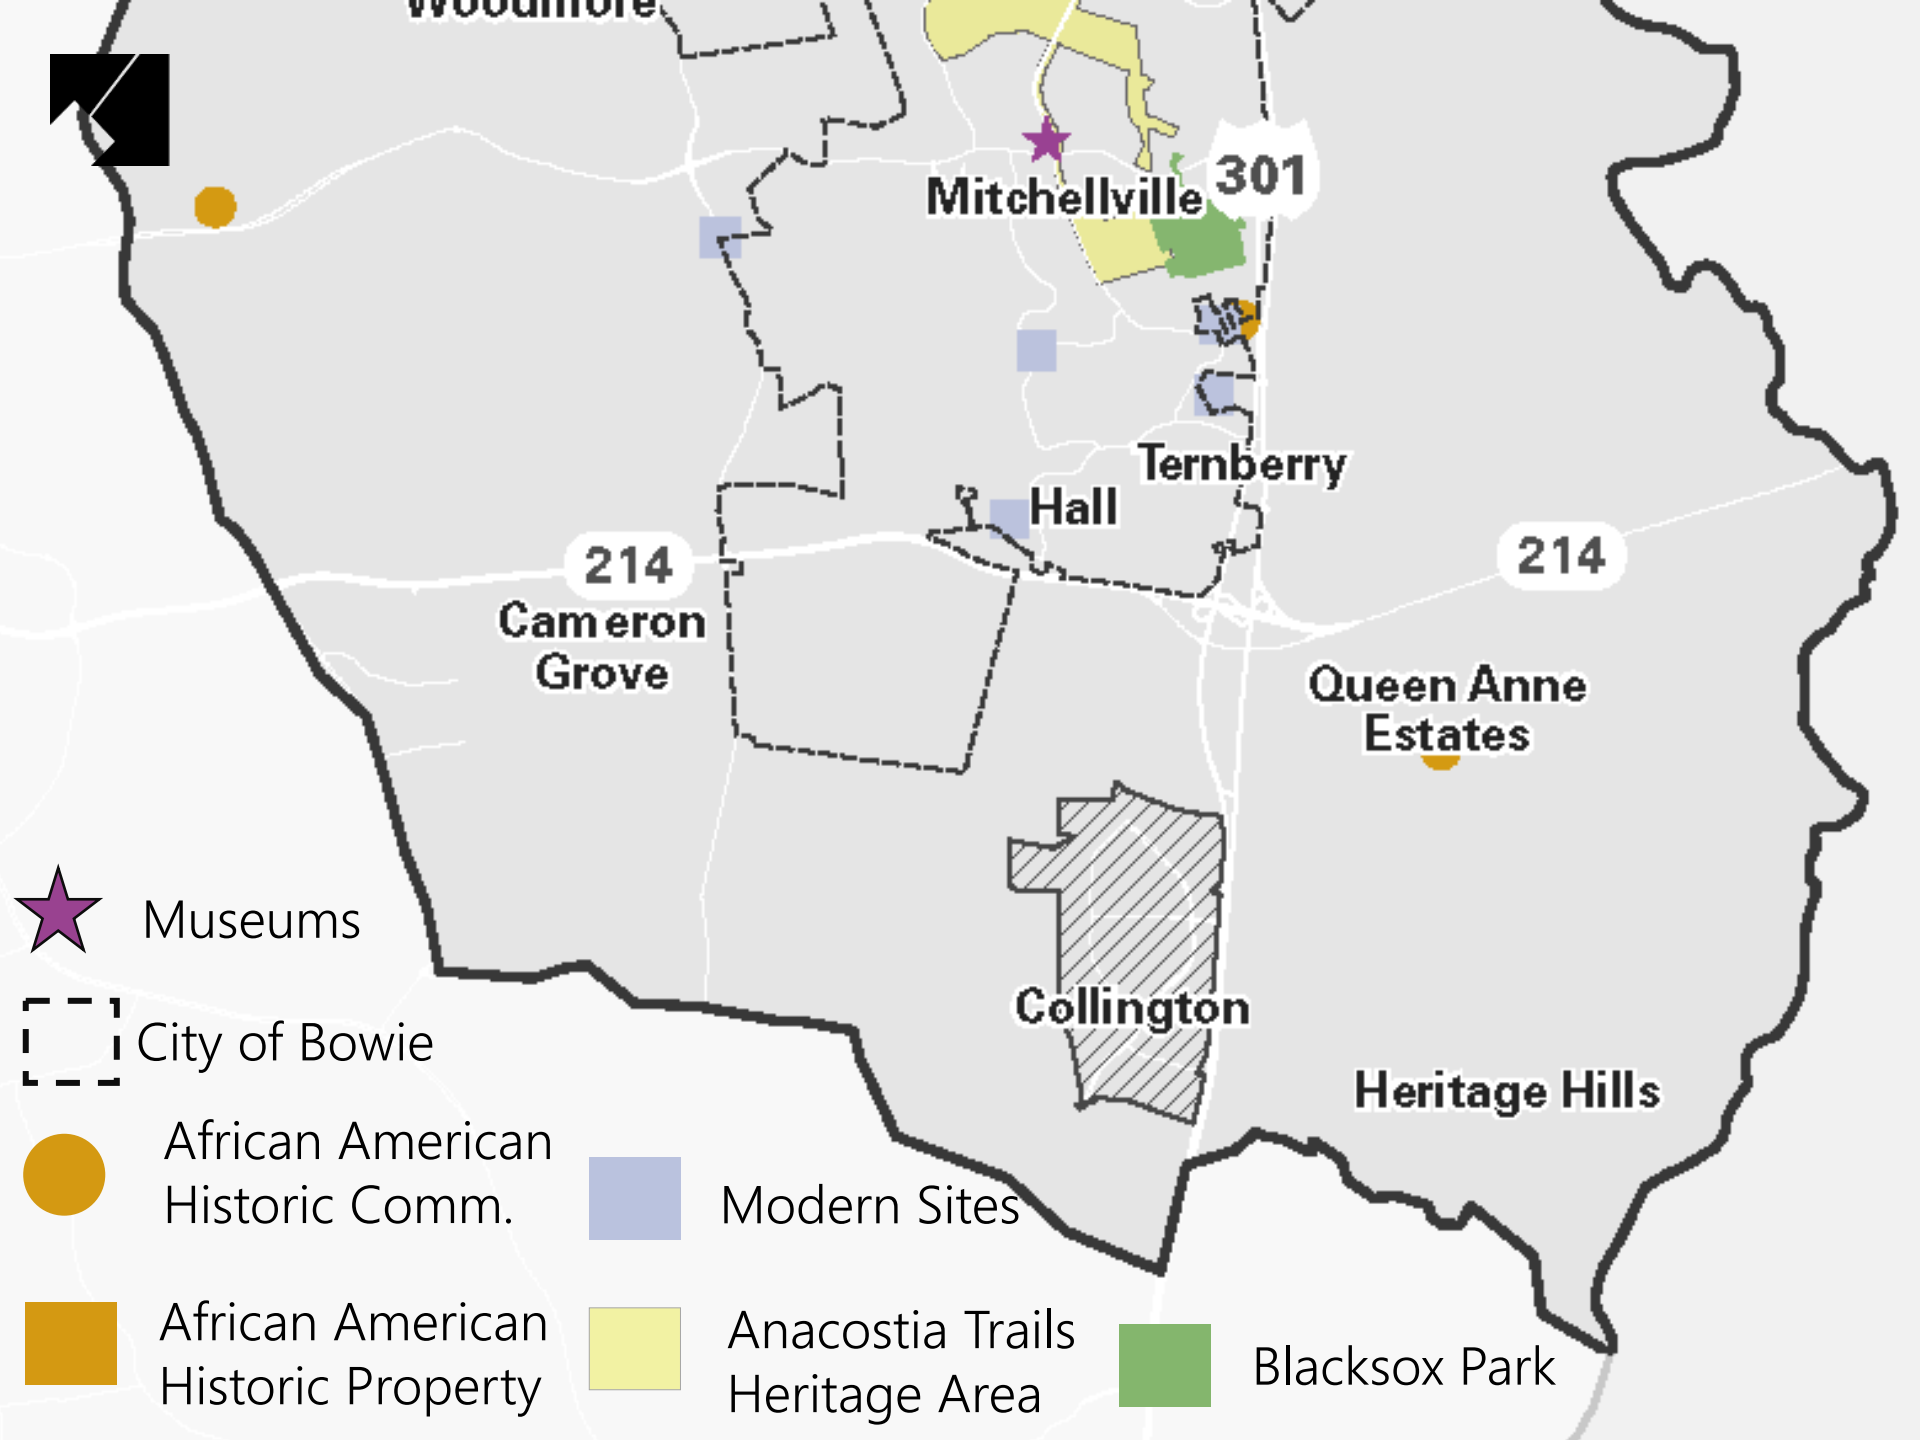 Woodmore
301
Mitchellville
Ternberry
Hall
214
214
Cameron
Grove
Queen Anne
Estates
Collington
Heritage Hills
Museums
City of Bowie
African American
Historic Comm.
Modern Sites
African American
Historic Property
Anacostia Trails
Heritage Area
Blacksox Park